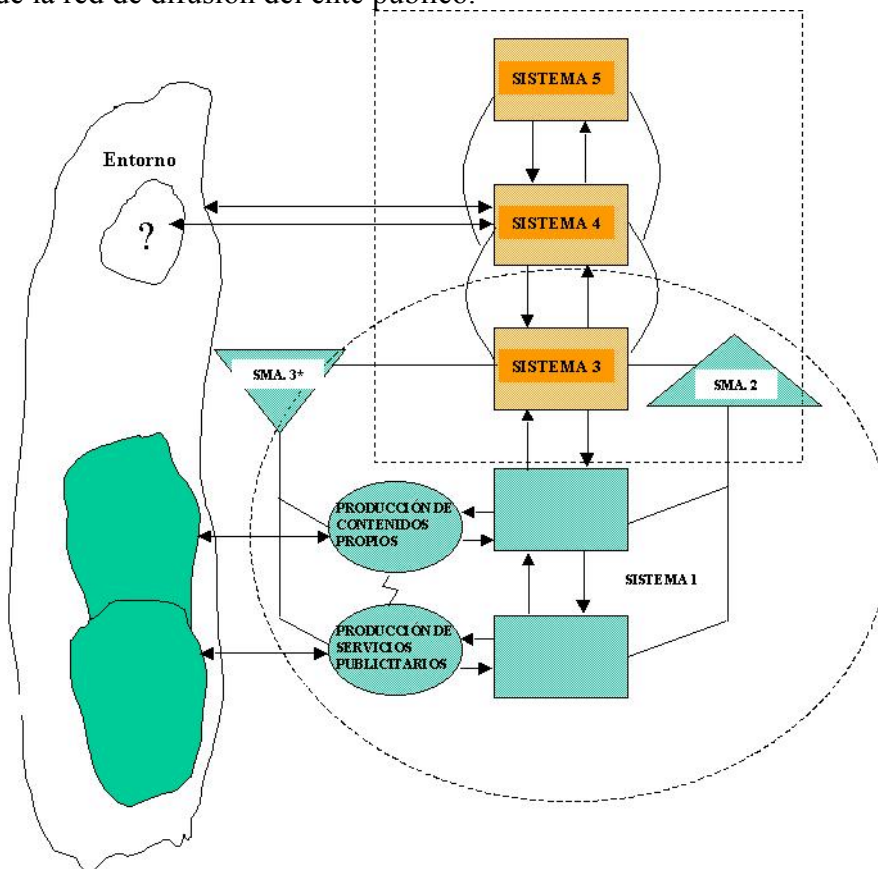 de la red de difusión del ente público.
SISTEMA 5
Entorno
?
SISTEMA 4
SISTEMA 3
SMA. 3*
SMA. 2
PRODUCCIÓN DE
CONTENIDOS
PROPIOS
SISTEMA 1
PRODUCCIÓN DE
SERVICIOS
PUBLICITARIOS